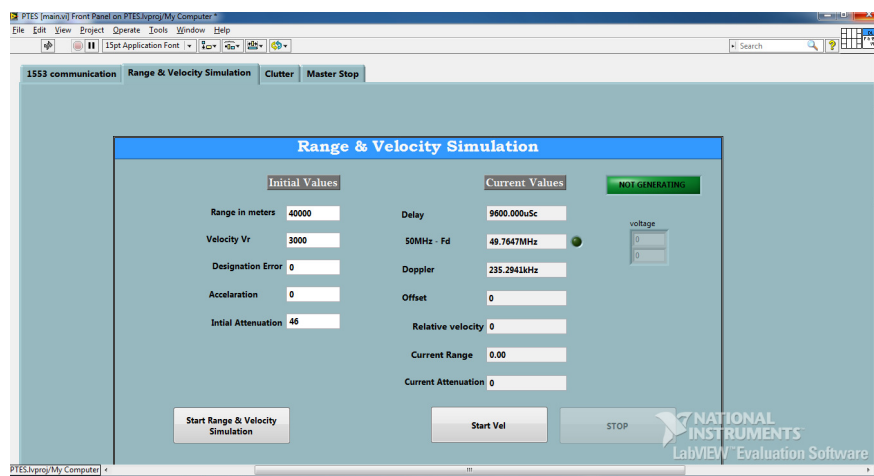 PTES [main.vi] Front Panel on PTES.lvproj/My Computer *
File Edit View Project Operate Tools Window Help
15pt Application Font
Search
1553 communication Range & Velocity Simulation Clutter Master Stop
Range & Velocity Simulation
Initial Values Current Values NOT GENERATING
Range in meters 40000 Delay 9600.000uSc voltage
Velocity Vr 3000 50MHz - Fd 49.7647MHz 0
Designation Error 0 Doppler 235.2941kHz 0
Accelaration 0 Offset 0
Intial Attenuation 46 Relative velocity 0
Current Range 0.00
Current Attenuation 0
Start Range & Velocity
Simulation
Start Vel STOP
NATIONAL
INSTRUMENTS
LabVIEW Evaluation Software
PTES.lvproj/My Computer